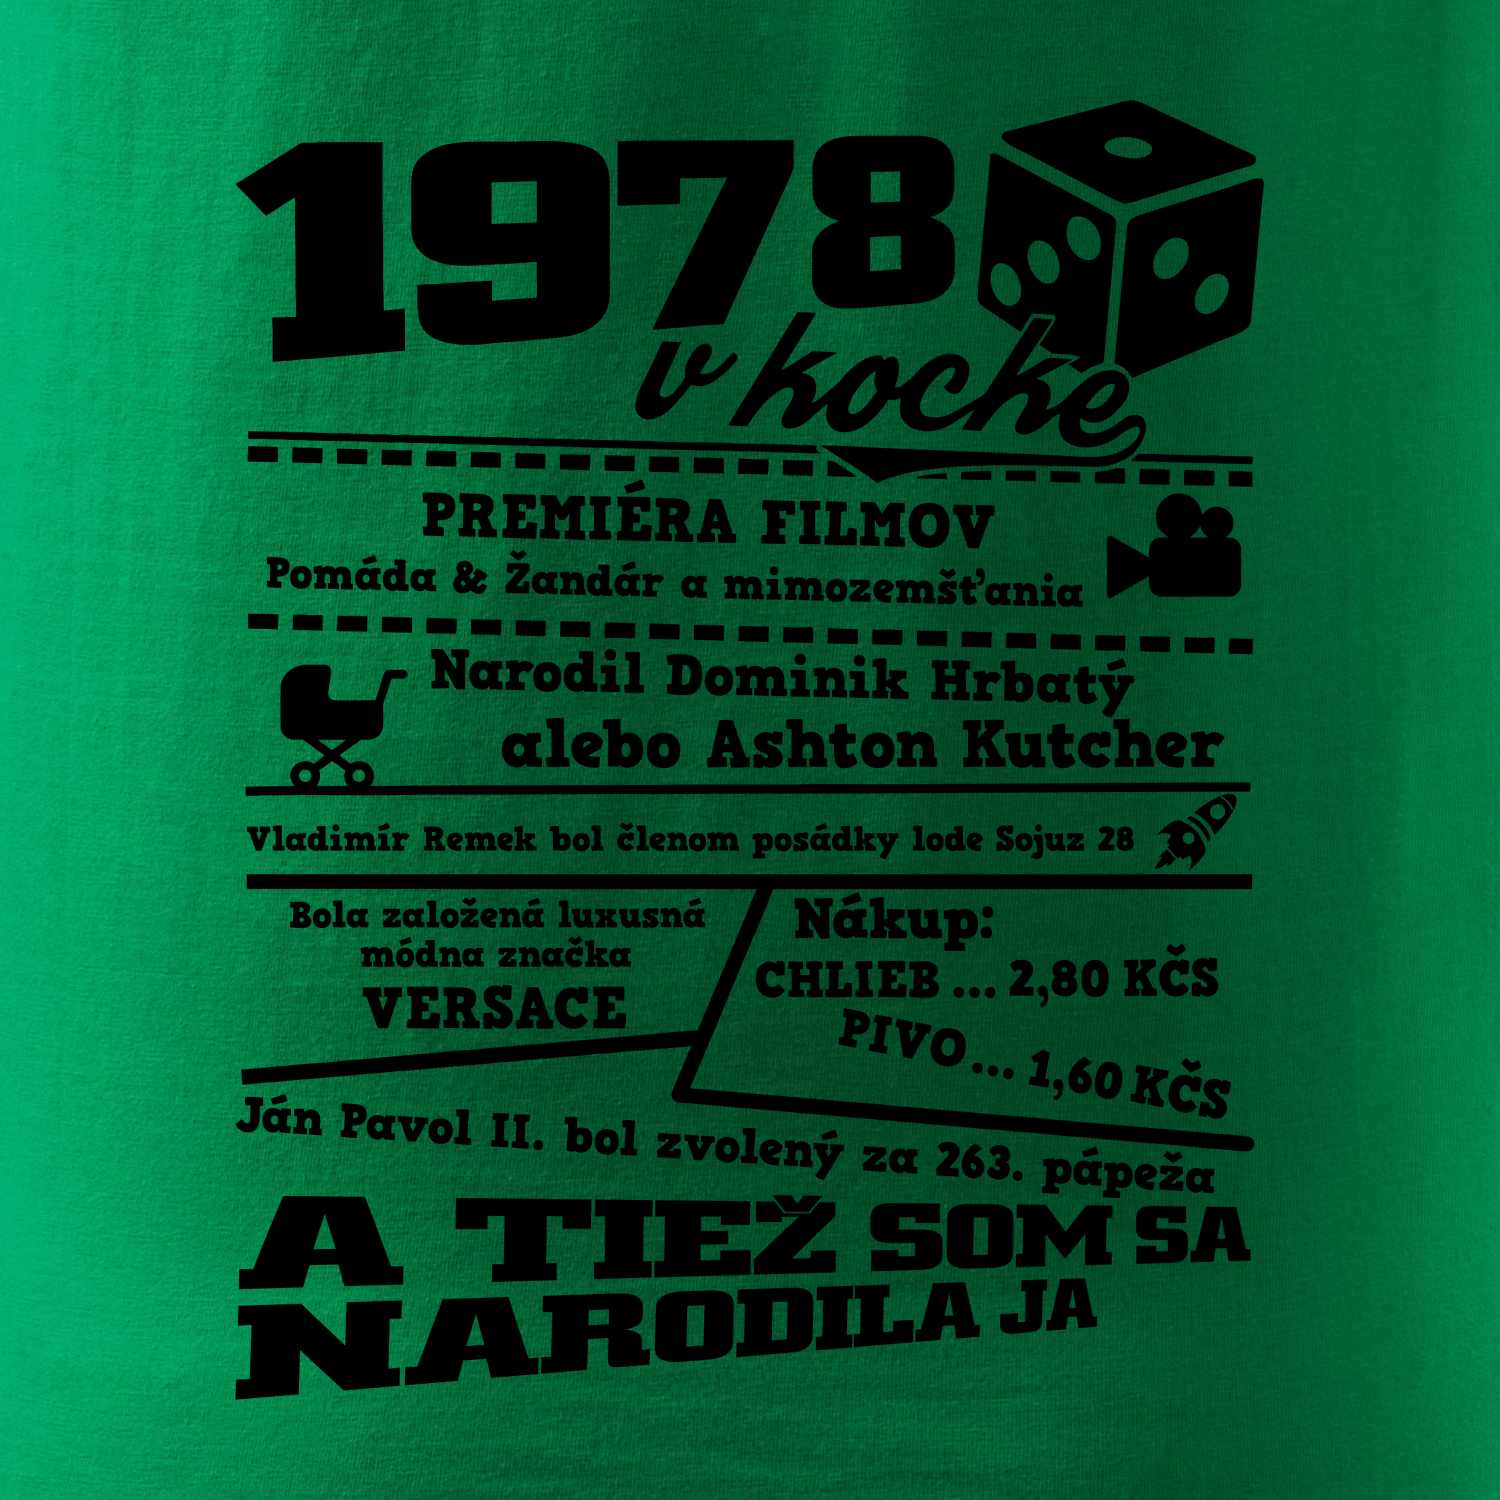 1978
v kocke
PREMIÉRA FILMOV
Pomáda & Žandár a mimozemšťania
Narodil Dominik Hrbatý
alebo Ashton Kutcher
Vladimír Remek bol členom posádky lode Sojuz 28
Bola založená luxusná
módna značka
VERSACE
Nákup:
CHLIEB ... 2,80 KČS
PIVO ... 1,60 KČS
Ján Pavol II. bol zvolený za 263. pápeža
A TIEŽ SOM SA
NARODILA JA